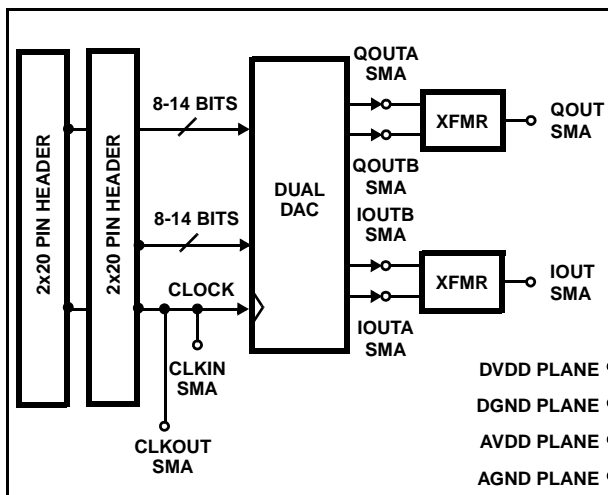 2x20 PIN HEADER
2x20 PIN HEADER
8-14 BITS
8-14 BITS
CLOCK
CLKIN
SMA
CLKOUT
SMA
DUAL
DAC
QOUTA
SMA
QOUTB
SMA
IOUTB
SMA
IOUTA
SMA
XFMR
QOUT
SMA
XFMR
IOUT
SMA
DVDD PLANE
DGND PLANE
AVDD PLANE
AGND PLANE